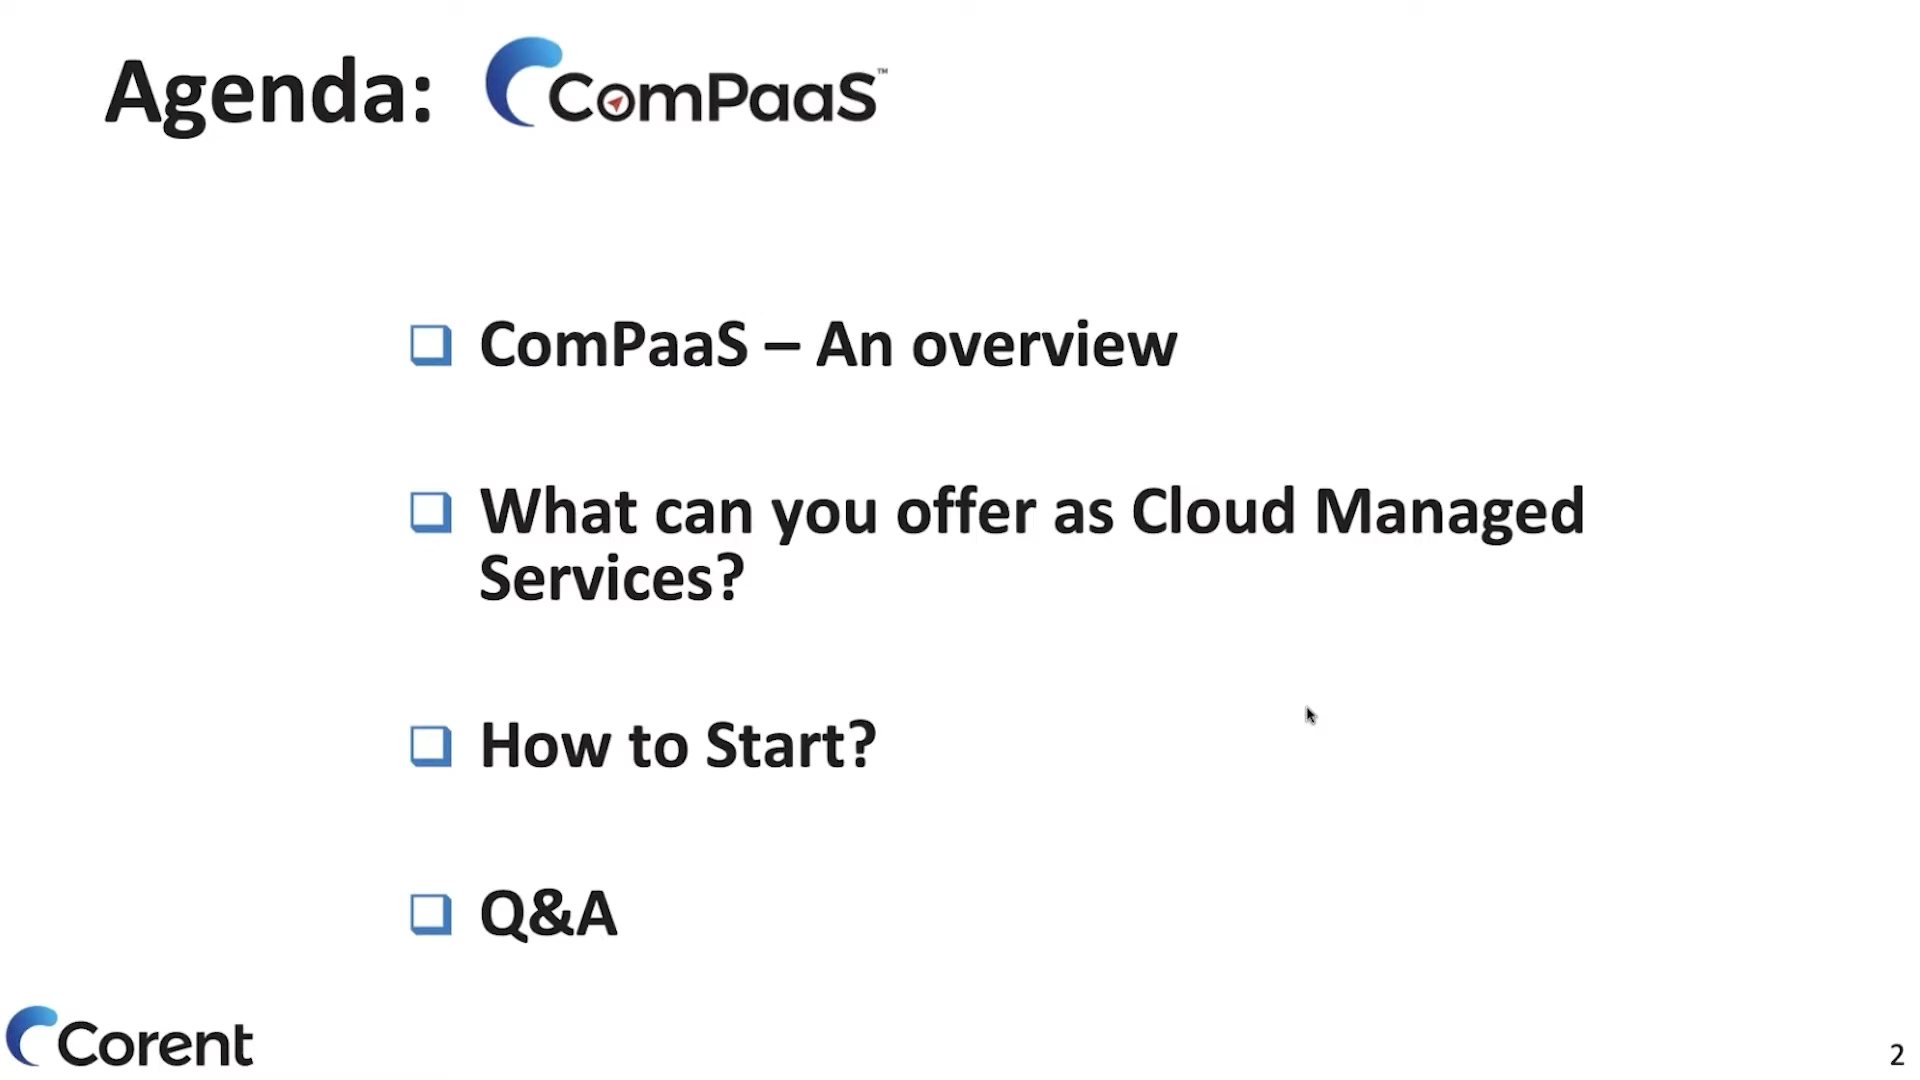 Agenda: ComPaaS™
ComPaaS – An overview
What can you offer as Cloud Managed
Services?
How to Start?
Q&A
Corent
2